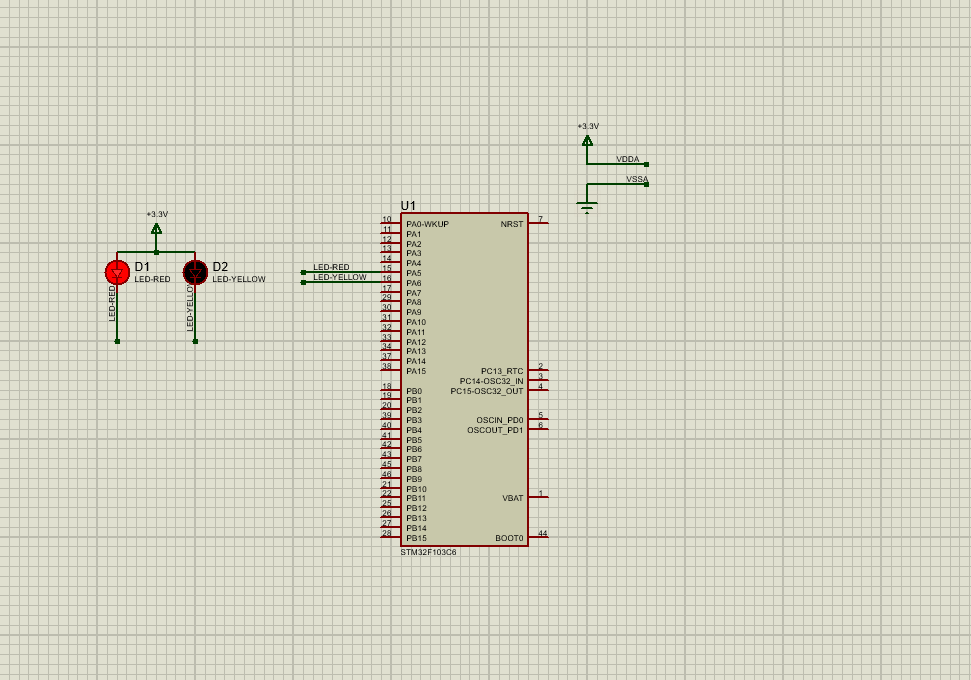 +3.3V
VDDA
VSSA
+3.3V
D1
LED-RED
D2
LED-YELLOW
LED-RED
LED-YELLO
LED-RED
LED-YELLOW
U1
10 PA0-WKUP
11 PA1
12 PA2
13 PA3
14 PA4
15 PA5
16 PA6
17 PA7
29 PA8
30 PA9
31 PA10
32 PA11
33 PA12
34 PA13
37 PA14
38 PA15
18 PB0
19 PB1
20 PB2
39 PB3
40 PB4
41 PB5
42 PB6
43 PB7
45 PB8
46 PB9
21 PB10
22 PB11
25 PB12
26 PB13
27 PB14
28 PB15
NRST 7
PC13_RTC 2
PC14-OSC32_IN 3
PC15-OSC32_OUT 4
OSCIN_PD0 5
OSCOUT_PD1 6
VBAT 1
BOOT0 44
STM32F103C6